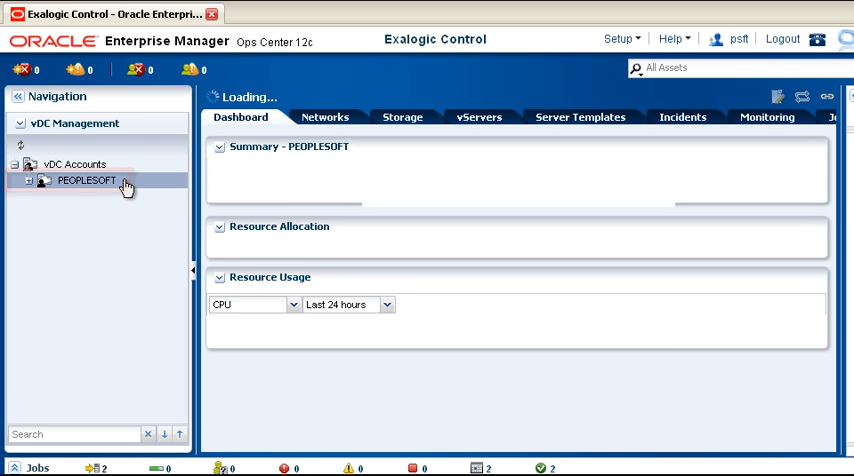 Exalogic Control - Oracle Enterpri...
ORACLE Enterprise Manager Ops Center 12c
Exalogic Control
Setup Help psft Logout
0 0 0 0
All Assets
Navigation
Loading...
vDC Management
Dashboard Networks Storage vServers Server Templates Incidents Monitoring
vDC Accounts
PEOPLESOFT
Summary - PEOPLESOFT
Resource Allocation
Resource Usage
CPU Last 24 hours
Search
Jobs 2 0 0 0 0 0 2 2